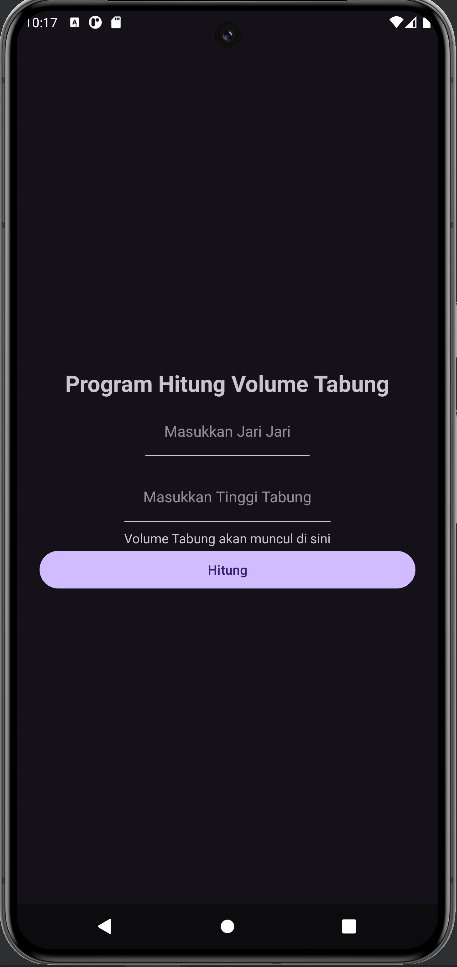 10:17
A
Program Hitung Volume Tabung
Masukkan Jari Jari
Masukkan Tinggi Tabung
Volume Tabung akan muncul di sini
Hitung